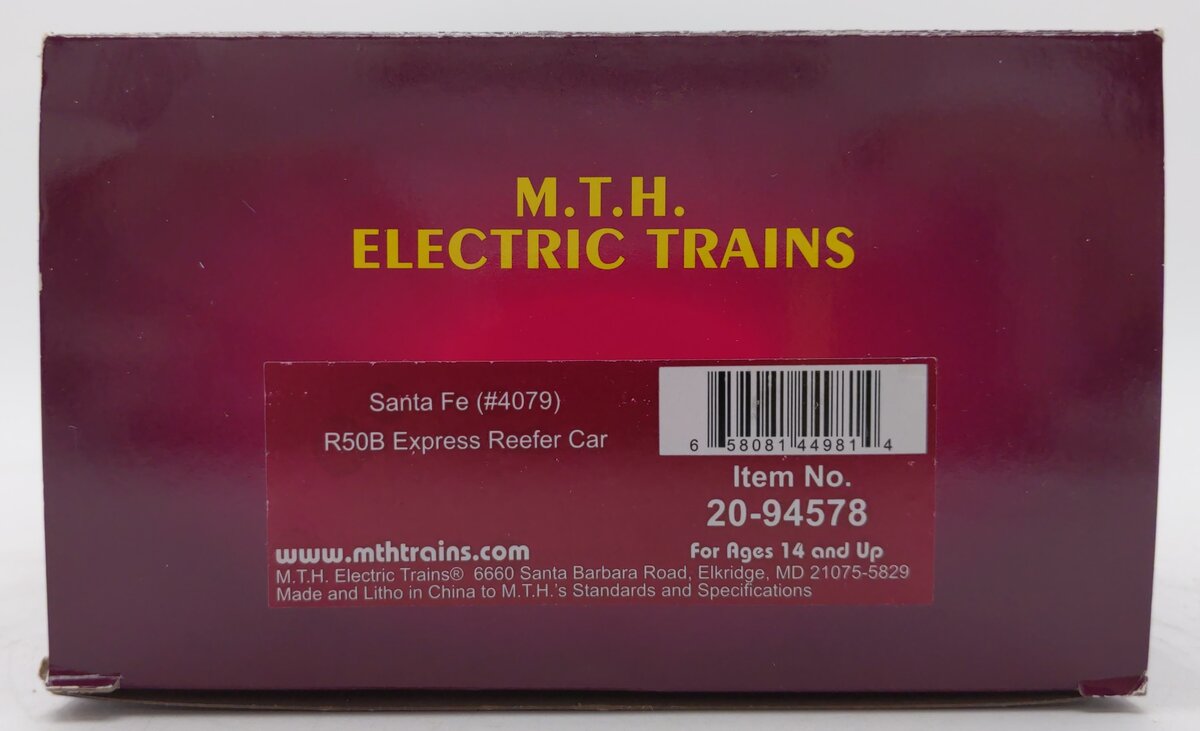 M.T.H.
ELECTRIC TRAINS
Santa Fe (#4079)
R50B Express Reefer Car
6 58081 44981 4
Item No.
20-94578
www.mthtrains.com
For Ages 14 and Up
M.T.H. Electric Trains® 6660 Santa Barbara Road, Elkridge, MD 21075-5829
Made and Litho in China to M.T.H.'s Standards and Specifications